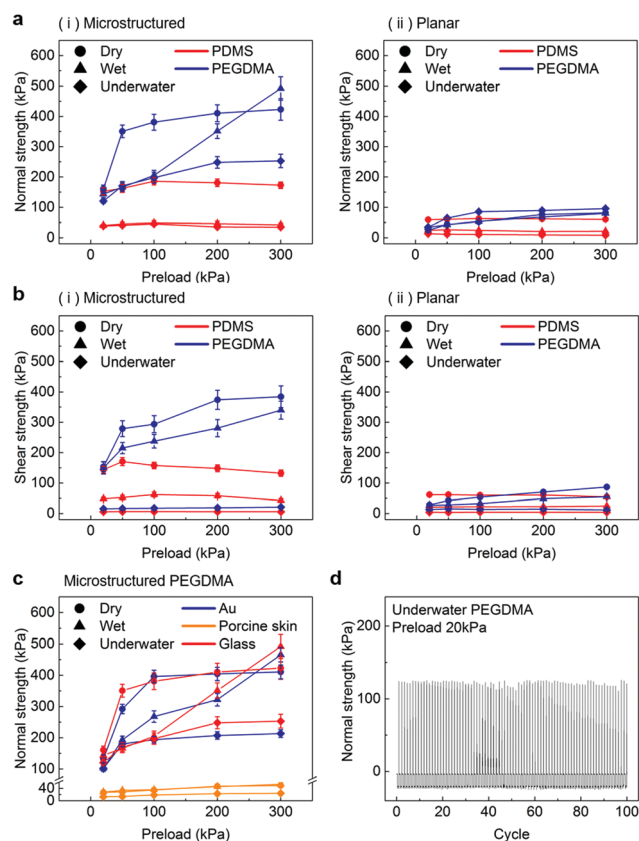 a
( i ) Microstructured
( ii ) Planar
Normal strength (kPa)
600
500
400
300
200
100
0
Dry
Wet
Underwater
PDMS
PEGDMA
0 100 200 300
Preload (kPa)
Normal strength (kPa)
600
500
400
300
200
100
0
Dry
Wet
Underwater
PDMS
PEGDMA
0 100 200 300
Preload (kPa)
b
( i ) Microstructured
( ii ) Planar
Shear strength (kPa)
600
500
400
300
200
100
0
Dry
Wet
Underwater
PDMS
PEGDMA
0 100 200 300
Preload (kPa)
Shear strength (kPa)
600
500
400
300
200
100
0
Dry
Wet
Underwater
PDMS
PEGDMA
0 100 200 300
Preload (kPa)
c
Microstructured PEGDMA
Normal strength (kPa)
600
500
400
300
200
100
40
0
Dry
Wet
Underwater
Au
Porcine skin
Glass
0 100 200 300
Preload (kPa)
d
Normal strength (kPa)
200
100
0
Underwater PEGDMA
Preload 20kPa
0 20 40 60 80 100
Cycle